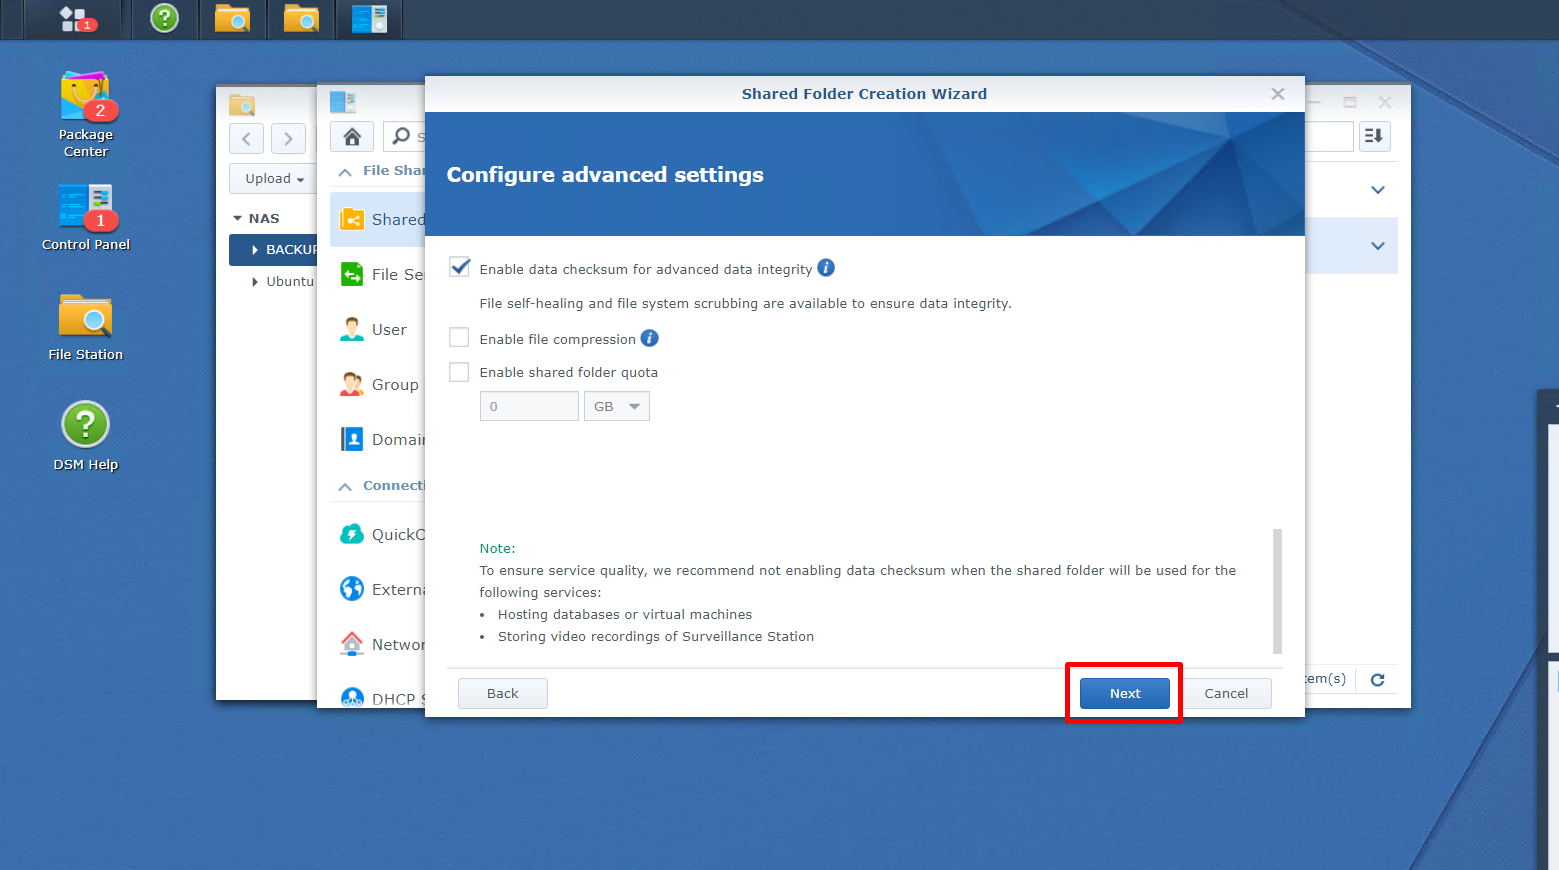 1
2
Package
Center
1
Control Panel
File Station
DSM Help
Upload
NAS
BACKUP
Ubuntu
S
File Shar
Shared
File Se
User
Group
Domain
Connecti
QuickC
Externa
Networ
DHCP S
Shared Folder Creation Wizard
Configure advanced settings
Enable data checksum for advanced data integrity
File self-healing and file system scrubbing are available to ensure data integrity.
Enable file compression
Enable shared folder quota
0 GB
Note:
To ensure service quality, we recommend not enabling data checksum when the shared folder will be used for the
following services:
• Hosting databases or virtual machines
• Storing video recordings of Surveillance Station
Back Next Cancel
tem(s)